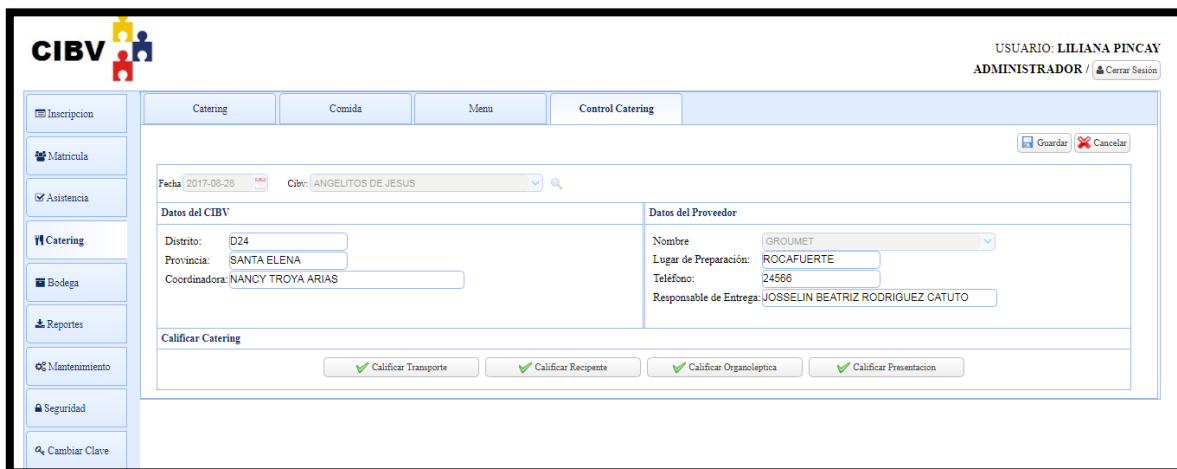 CIBV
USUARIO: LILIANA PINCAY
ADMINISTRADOR / Cerrar Sesión
Inscripcion
Matricula
Asistencia
Catering
Bodega
Reportes
Mantenimiento
Seguridad
Cambiar Clave
Catering Comida Menu Control Catering
Guardar Cancelar
Fecha 2017-08-28 Cibv: ANGELITOS DE JESUS
Datos del CIBV
Distrito: D24
Provincia: SANTA ELENA
Coordinadora: NANCY TROYA ARIAS
Datos del Proveedor
Nombre GROUMET
Lugar de Preparación: ROCAFUERTE
Teléfono: 24566
Responsable de Entrega: JOSSELIN BEATRIZ RODRIGUEZ CATUTO
Calificar Catering
Calificar Transporte Calificar Recipente Calificar Organoleptica Calificar Presentacion